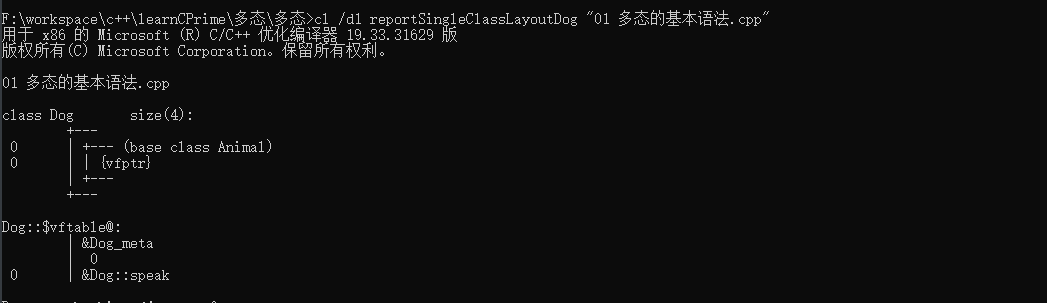 F:\workspace\c++\learnCPrime\多态\多态>cl /d1 reportSingleClassLayoutDog "01 多态的基本语法.cpp"
用于 x86 的 Microsoft (R) C/C++ 优化编译器 19.33.31629 版
版权所有(C) Microsoft Corporation。保留所有权利。
01 多态的基本语法.cpp
class Dog       size(4):
        +---
 0      | +--- (base class Animal)
 0      | | {vfptr}
        | +---
        +---
Dog::$vftable@:
        | &Dog_meta
        |  0
 0      | &Dog::speak